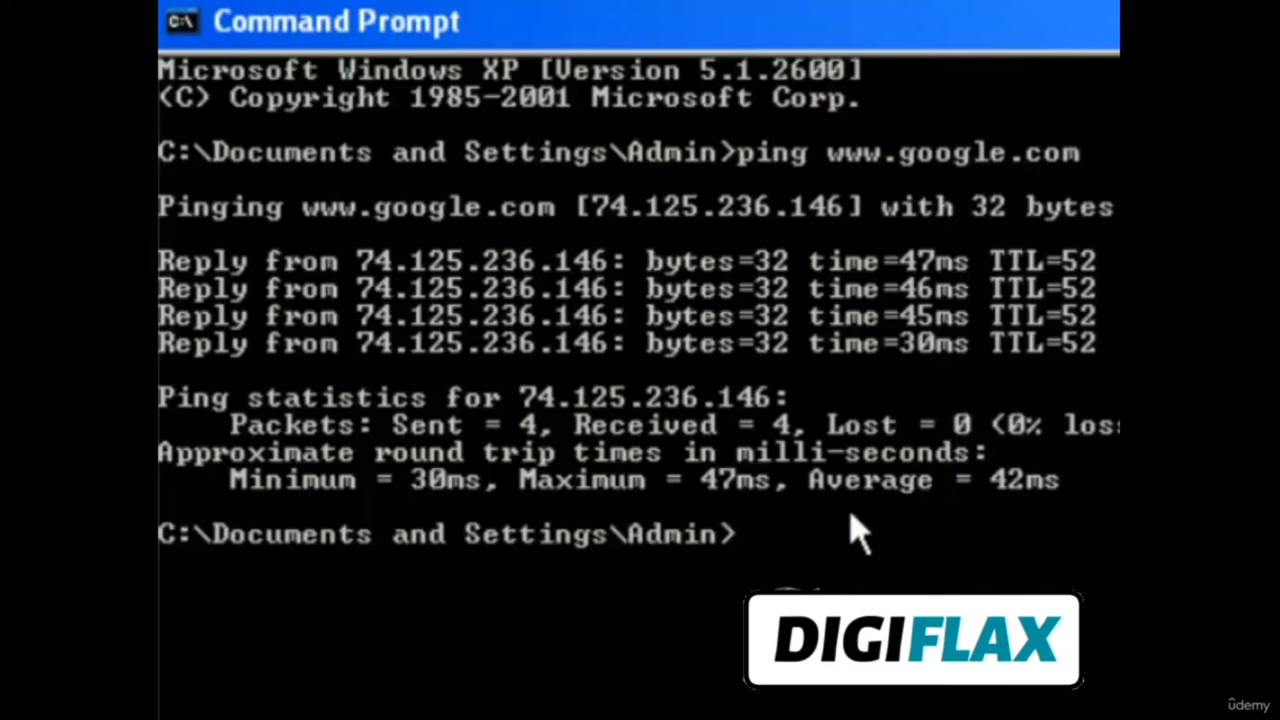 Command Prompt
Microsoft Windows XP [Version 5.1.2600]
(C) Copyright 1985-2001 Microsoft Corp.
C:\Documents and Settings\Admin>ping www.google.com
Pinging www.google.com [74.125.236.146] with 32 bytes
Reply from 74.125.236.146: bytes=32 time=47ms TTL=52
Reply from 74.125.236.146: bytes=32 time=46ms TTL=52
Reply from 74.125.236.146: bytes=32 time=45ms TTL=52
Reply from 74.125.236.146: bytes=32 time=30ms TTL=52
Ping statistics for 74.125.236.146:
Packets: Sent = 4, Received = 4, Lost = 0 (0% los
Approximate round trip times in milli-seconds:
Minimum = 30ms, Maximum = 47ms, Average = 42ms
C:\Documents and Settings\Admin>
DIGIFLAX
ûdemy